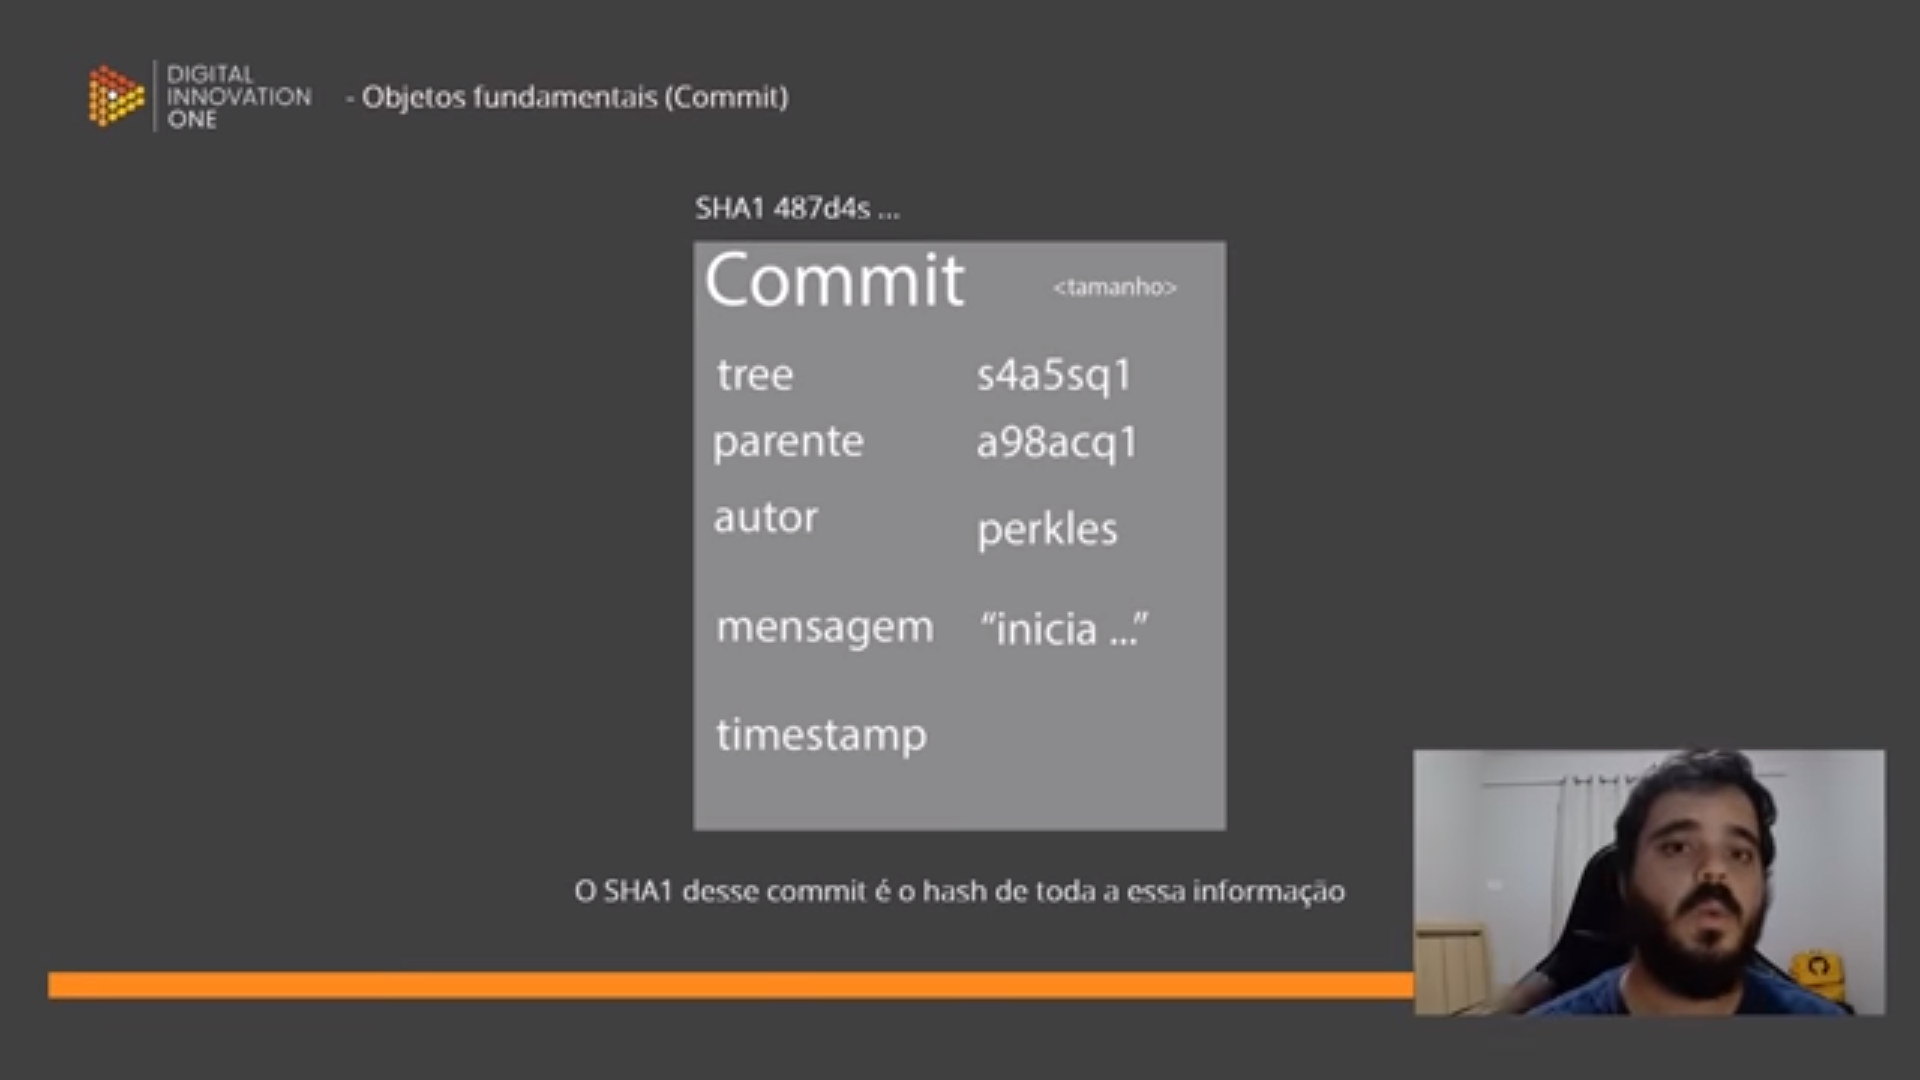 DIGITAL
INNOVATION
ONE
- Objetos fundamentais (Commit)
SHA1 487d4s ...
Commit <tamanho>
tree s4a5sq1
parente a98acq1
autor perkles
mensagem “inicia ...”
timestamp
O SHA1 desse commit é o hash de toda a essa informação